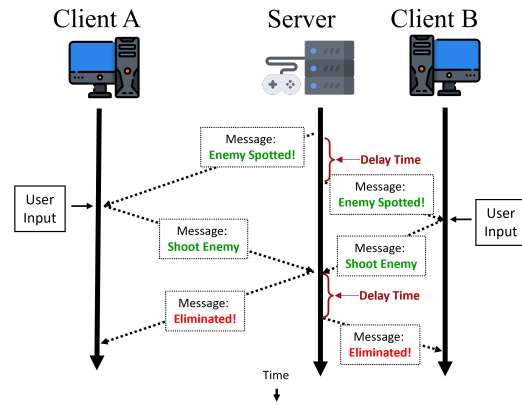 Client A
Server
Client B
Message:
Enemy Spotted!
Delay Time
Message:
Enemy Spotted!
User
Input
User
Input
Message:
Shoot Enemy
Message:
Shoot Enemy
Message:
Eliminated!
Delay Time
Message:
Eliminated!
Time